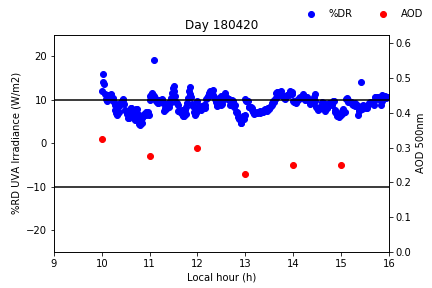 %DR AOD
Day 180420
%RD UVA Irradiance (W/m2)
20
10
0
−10
−20
0.6
0.5
0.4
0.3
0.2
0.1
0.0
AOD 500nm
9 10 11 12 13 14 15 16
Local hour (h)